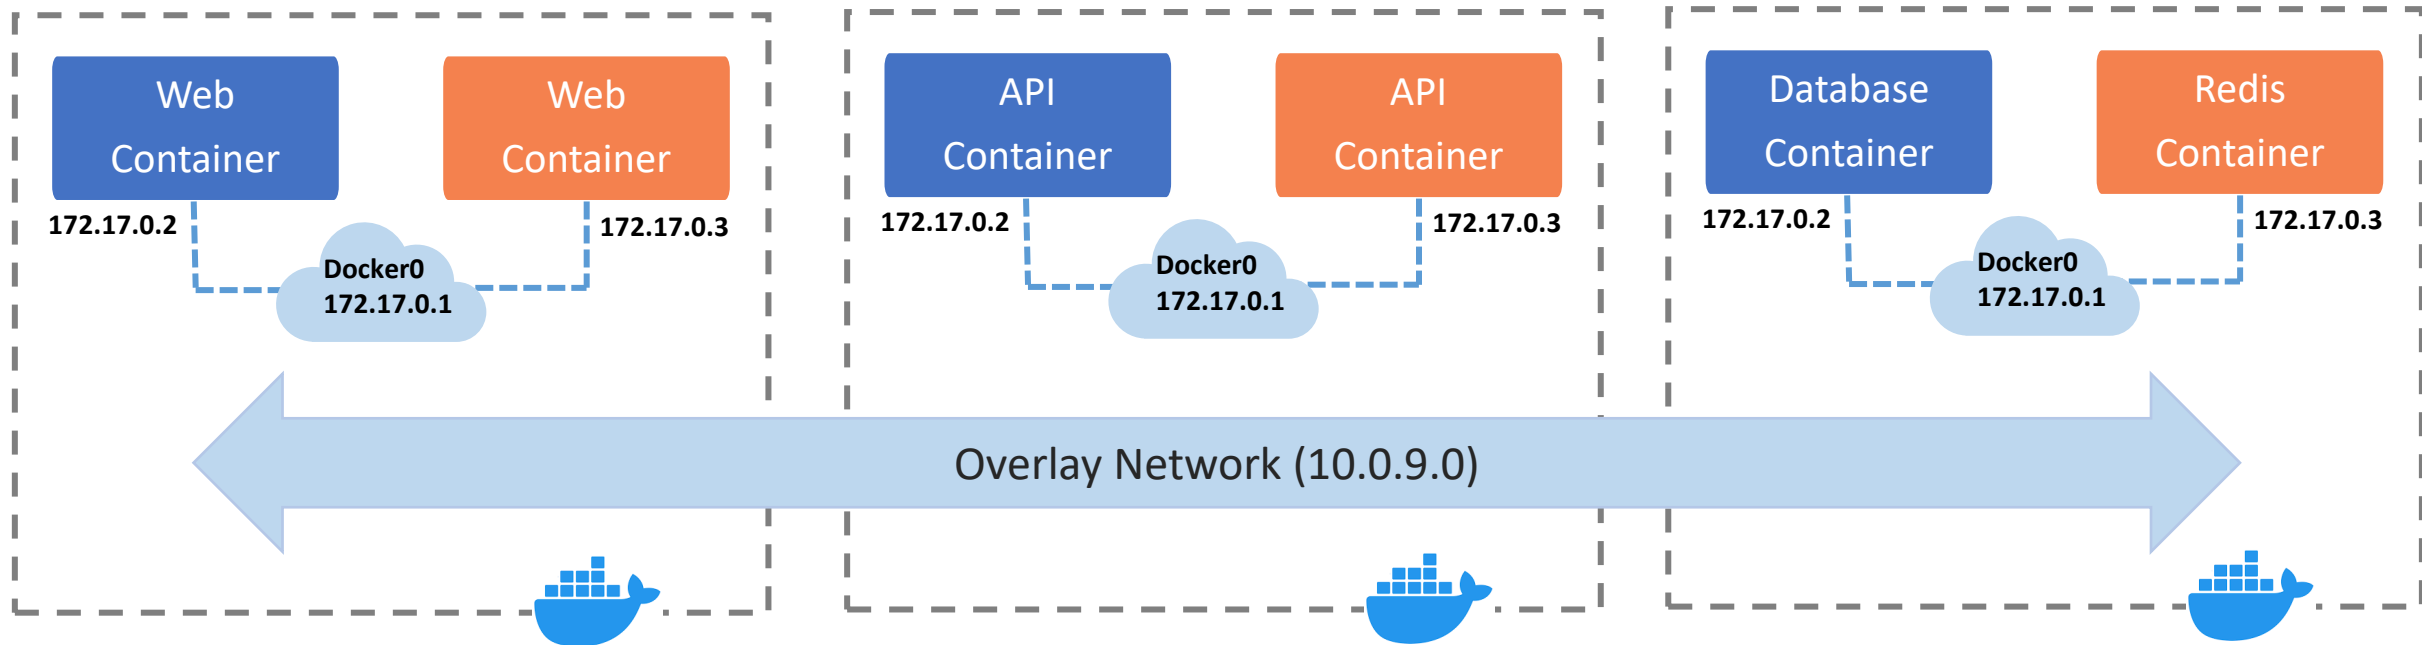 Web
Container
Web
Container
172.17.0.2
172.17.0.3
Docker0
172.17.0.1
API
Container
API
Container
172.17.0.2
172.17.0.3
Docker0
172.17.0.1
Database
Container
Redis
Container
172.17.0.2
172.17.0.3
Docker0
172.17.0.1
Overlay Network (10.0.9.0)